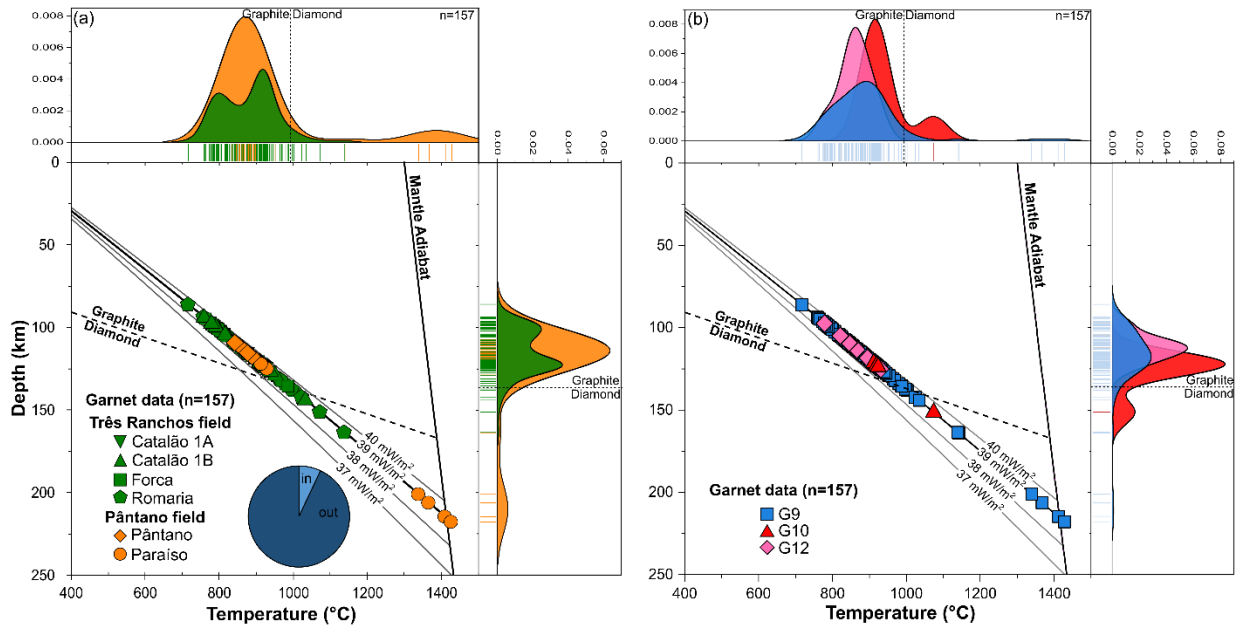 (a)
Graphite Diamond
n=157
0.008
0.006
0.004
0.002
0.000
0
50
100
150
200
250
Depth (km)
Mantle Adiabat
Graphite
Diamond
Garnet data (n=157)
Três Ranchos field
Catalão 1A
Catalão 1B
Forca
Romaria
Pântano field
Pântano
Paraíso
in
out
40 mW/m²
39 mW/m²
38 mW/m²
37 mW/m²
400 600 800 1000 1200 1400
Temperature (°C)
0.00 0.02 0.04 0.06
Graphite
Diamond
(b)
Graphite Diamond
n=157
0.008
0.006
0.004
0.002
0.000
0
50
100
150
200
250
Mantle Adiabat
Graphite
Diamond
40 mW/m²
39 mW/m²
38 mW/m²
37 mW/m²
Garnet data (n=157)
G9
G10
G12
400 600 800 1000 1200 1400
Temperature (°C)
0.00 0.02 0.04 0.06 0.08
Graphite
Diamond